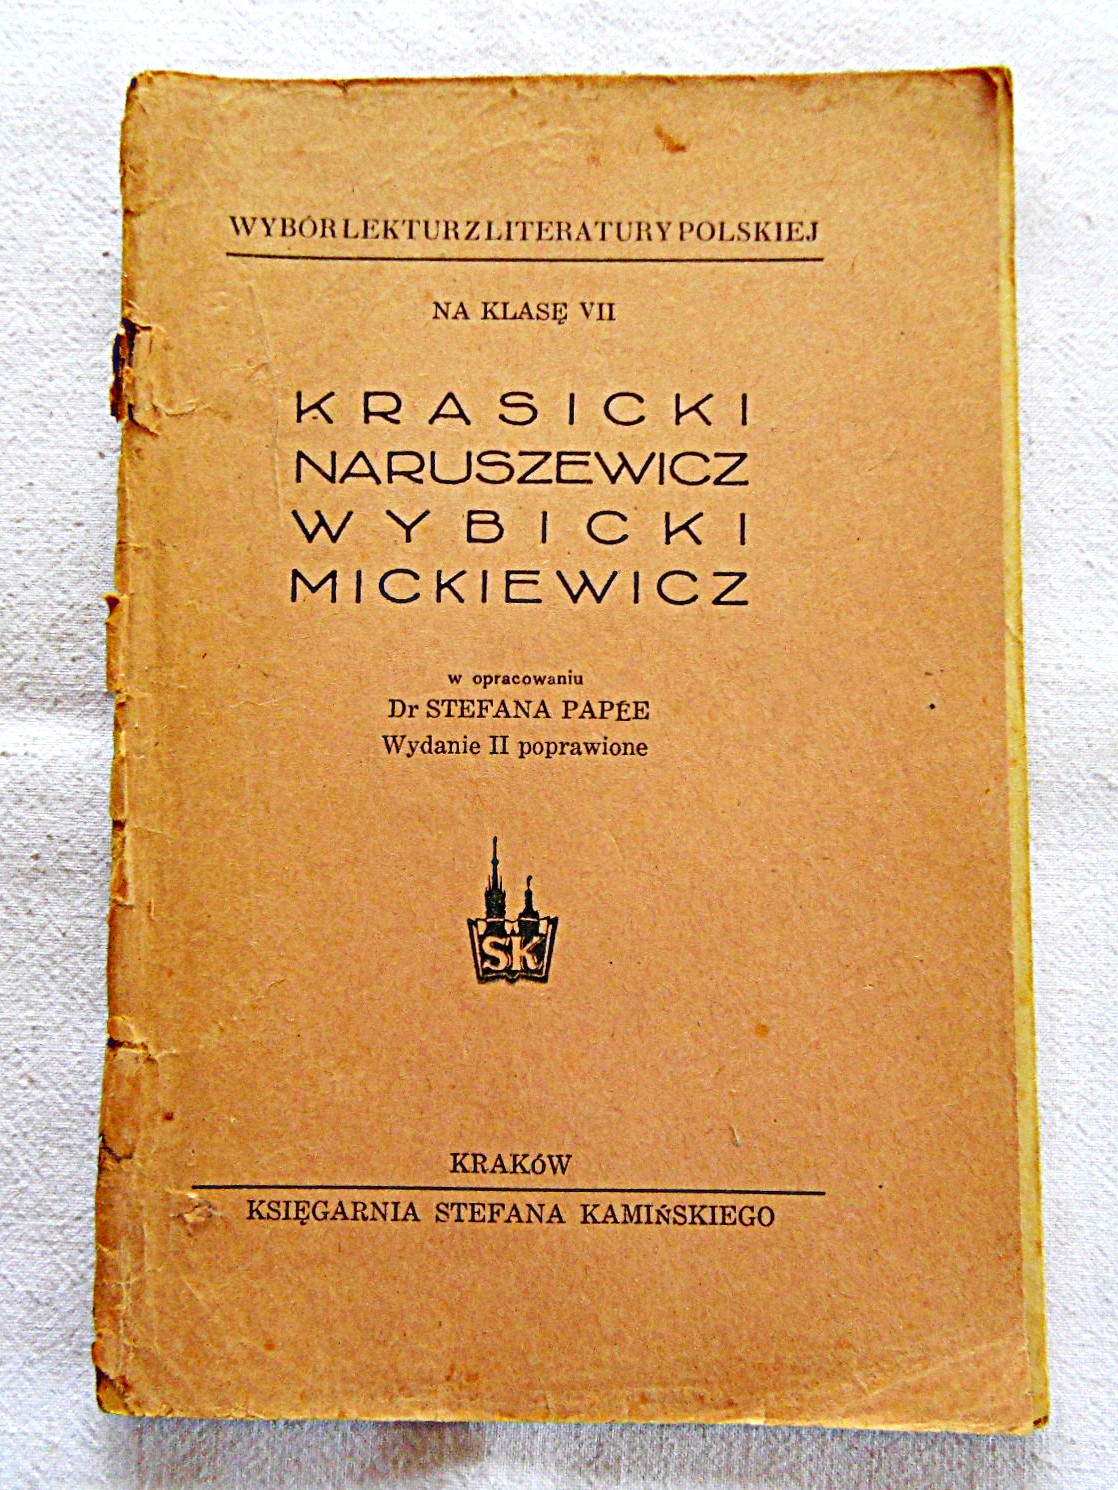 WYBÓR LEKTUR Z LITERATURY POLSKIEJ
NA KLASĘ VII
KRASICKI
NARUSZEWICZ
WYBICKI
MICKIEWICZ
w opracowaniu
Dr STEFANA PAPÉE
Wydanie II poprawione
SK
KRAKÓW
KSIĘGARNIA STEFANA KAMIŃSKIEGO